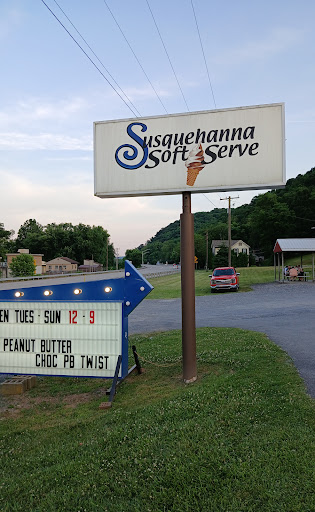 Susquehanna
Soft Serve
EN TUES - SUN 12 - 9
PEANUT BUTTER
CHOC PB TWIST